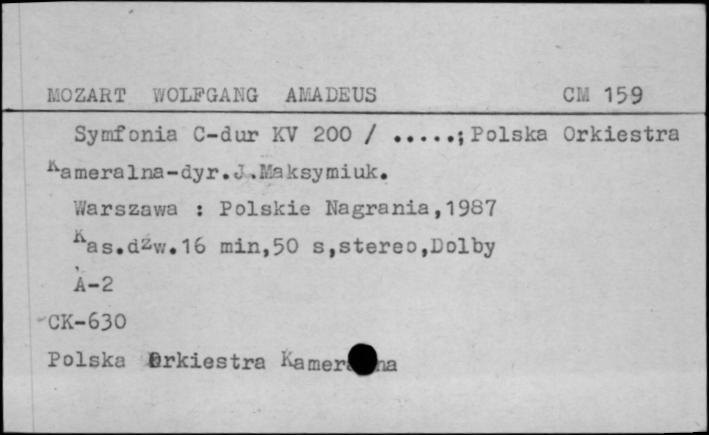 MOZART WOLFGANG AMADEUS CM 159
Symfonia C-dur KV 200 / .....; Polska Orkiestra
Kameralna-dyr.J.Maksymiuk.
Warszawa : Polskie Nagrania,1987
Kas.dźw.16 min,50 s,stereo,Dolby
A-2
CK-630
Polska Orkiestra